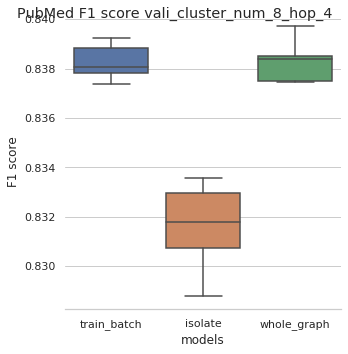 PubMed F1 score vali_cluster_num_8_hop_4
0.840
0.838
0.836
0.834
0.832
0.830
F1 score
train_batch isolate whole_graph
models